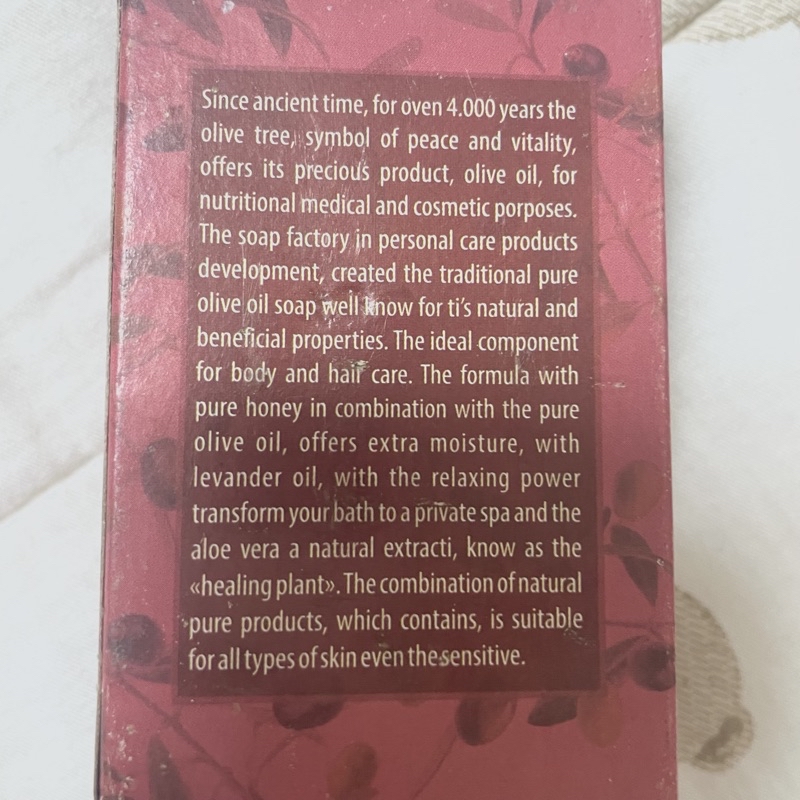 Since ancient time, for oven 4.000 years the
olive tree, symbol of peace and vitality,
offers its precious product, olive oil, for
nutritional medical and cosmetic porposes.
The soap factory in personal care products
development, created the traditional pure
olive oil soap well know for ti's natural and
beneficial properties. The ideal component
for body and hair care. The formula with
pure honey in combination with the pure
olive oil, offers extra moisture, with
levander oil, with the relaxing power
transform your bath to a private spa and the
aloe vera a natural extracti, know as the
«healing plant». The combination of natural
pure products, which contains, is suitable
for all types of skin even the sensitive.